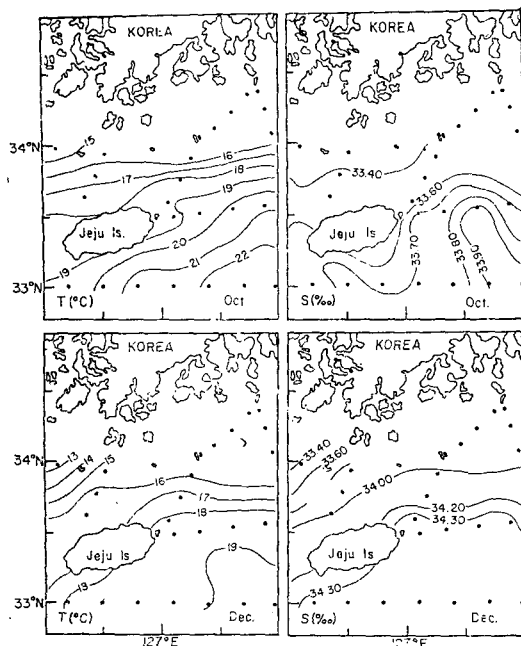 KOREA
15
34°N
16
17
18
19
Jeju Is.
20
21
19
22
33°N
T (°C)
Oct.
KOREA
33.40
33.60
Jeju Is.
33.70
33.80
33.90
S (‰)
Oct.
KOREA
13
14
15
34°N
16
17
18
Jeju Is
19
33°N
T (°C)
Dec.
127°E
KOREA
33.40
33.60
34.00
34.20
34.30
Jeju Is.
34.30
S (‰)
Dec.
127°E